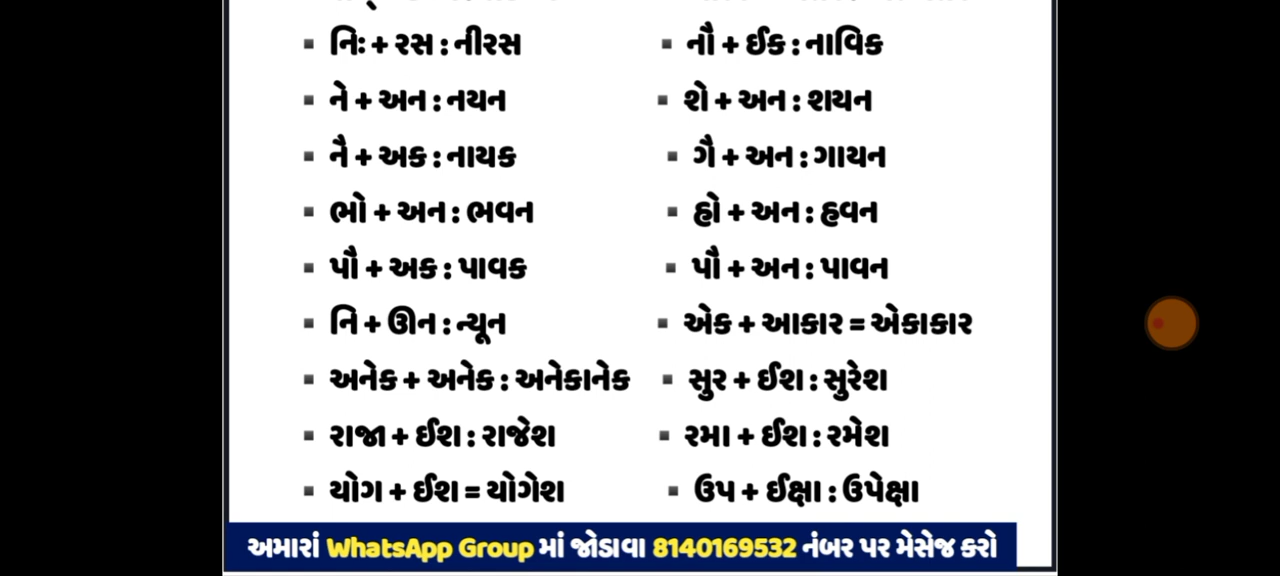 ▪ નિઃ + રસ : નીરસ ▪ નૌ + ઈક : નાવિક
▪ ને + અન : નયન ▪ શે + અન : શયન
▪ નૈ + અક : નાયક ▪ ગૈ + અન : ગાયન
▪ ભો + અન : ભવન ▪ હો + અન : હવન
▪ પૌ + અક : પાવક ▪ પૌ + અન : પાવન
▪ નિ + ઊન : ન્યૂન ▪ એક + આકાર = એકાકાર
▪ અનેક + અનેક : અનેકાનેક ▪ સુર + ઈશ : સુરેશ
▪ રાજા + ઈશ : રાજેશ ▪ રમા + ઈશ : રમેશ
▪ યોગ + ઈશ = યોગેશ ▪ ઉપ + ઈક્ષા : ઉપેક્ષા
અમારાં WhatsApp Group માં જોડાવા 8140169532 નંબર પર મેસેજ કરો